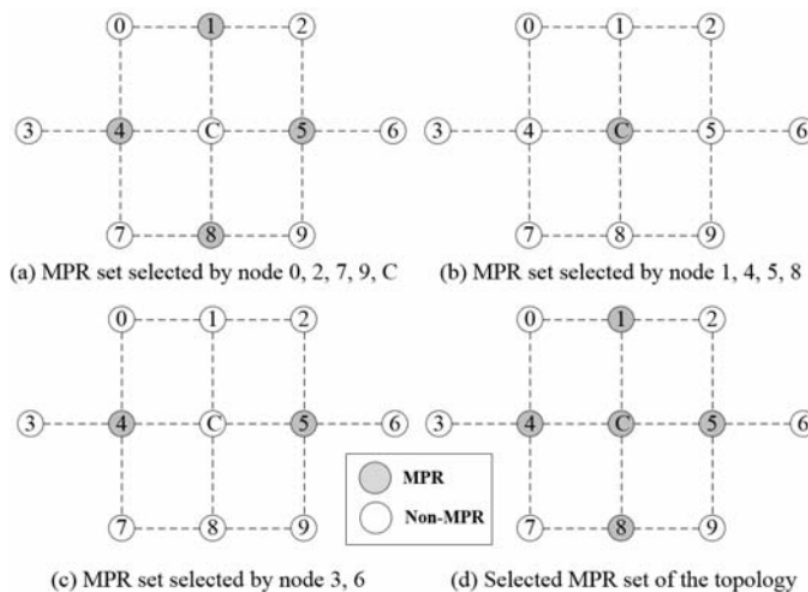 0 1 2
3 4 C 5 6
7 8 9
(a) MPR set selected by node 0, 2, 7, 9, C
0 1 2
3 4 C 5 6
7 8 9
(b) MPR set selected by node 1, 4, 5, 8
0 1 2
3 4 C 5 6
7 8 9
(c) MPR set selected by node 3, 6
MPR
Non-MPR
0 1 2
3 4 C 5 6
7 8 9
(d) Selected MPR set of the topology